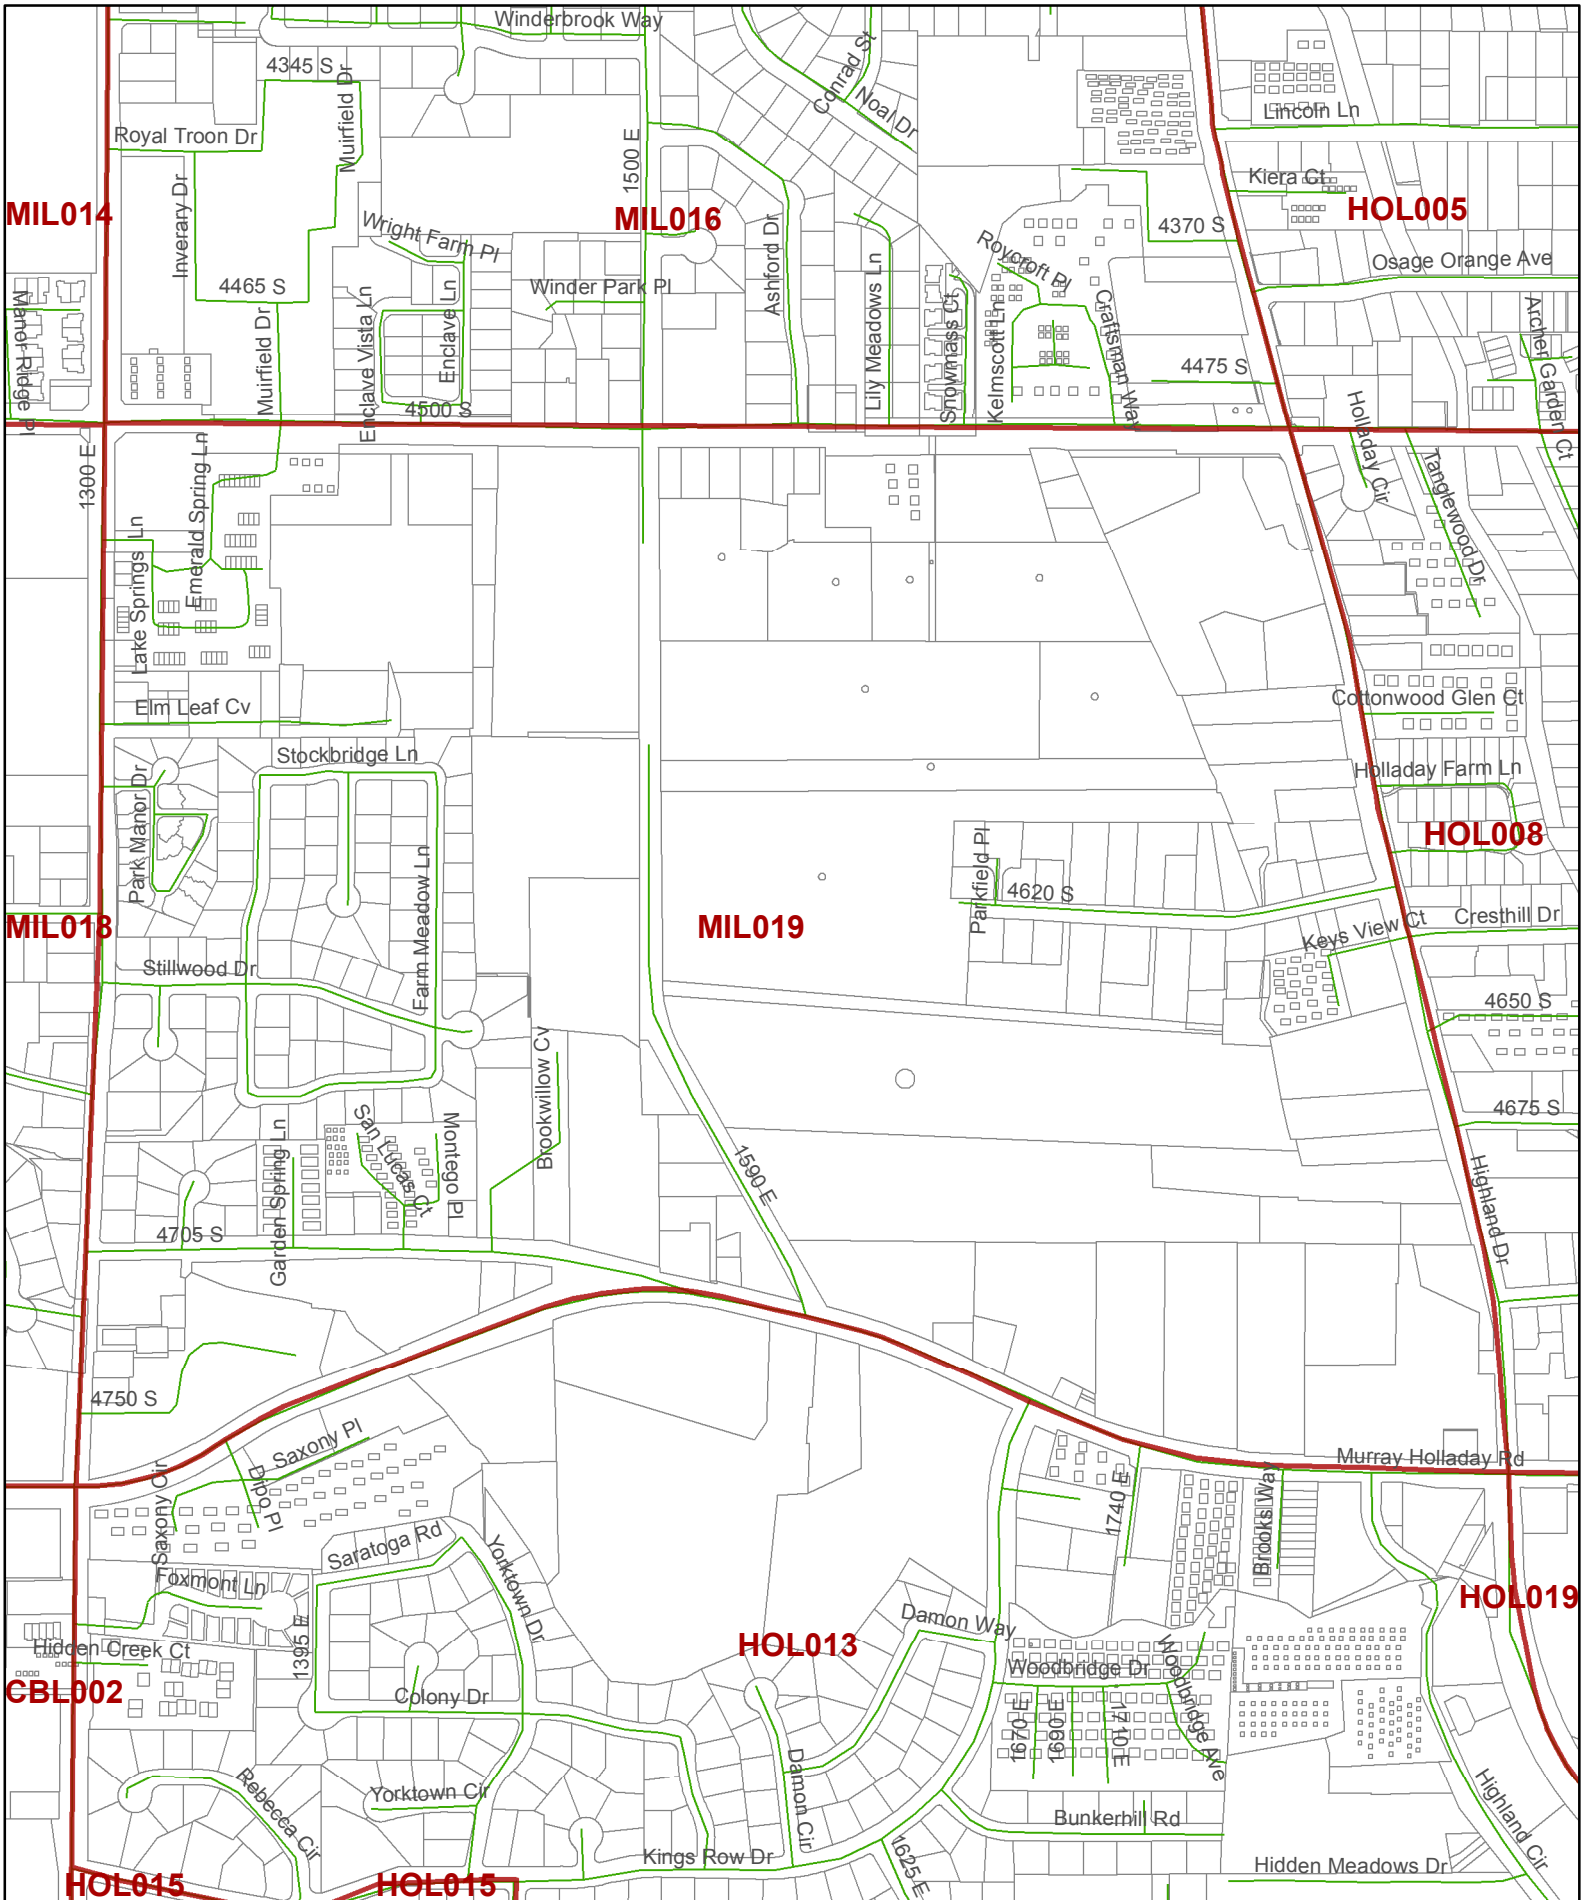 Winderbrook Way
4345 S
Muirfield Dr
Conrad St
Noal Dr
Lincoln Ln
Royal Troon Dr
1500 E
Kiera Ct
MIL014
Inverary Dr
MIL016
HOL005
Wright Farm Pl
Ashford Dr
4370 S
Roycroft Pl
Osage Orange Ave
4465 S
Winder Park Pl
Lily Meadows Ln
Manor Ridge Pl
Muirfield Dr
Enclave Vista Ln
Enclave Ln
Snowmass Ct
Kelmscott Ln
Craftsman Way
Archer Garden Ct
4475 S
4500 S
Holladay Cir
1300 E
Emerald Spring Ln
Tanglewood Dr
Lake Springs Ln
Elm Leaf Cv
Cottonwood Glen Ct
Stockbridge Ln
Holladay Farm Ln
Park Manor Dr
HOL008
Farm Meadow Ln
Parkfield Pl
4620 S
MIL018
MIL019
Keys View Ct
Cresthill Dr
Stillwood Dr
4650 S
Brookwillow Cv
4675 S
San Lucas Ct
Montego Pl
Garden Spring Ln
1590 E
Highland Dr
4705 S
4750 S
Saxony Pl
Murray Holladay Rd
Saxony Cir
Dipo Pl
1740 E
Brooks Way
Saratoga Rd
Yorktown Dr
Foxmont Ln
HOL019
Damon Way
1395 E
HOL013
Hidden Creek Ct
Woodbridge Dr
Woodbridge Ave
CBL002
Colony Dr
1670 E
1690 E
1710 E
Damon Cir
Rebecca Cir
Yorktown Cir
Highland Cir
Bunkerhill Rd
Kings Row Dr
1625 E
Hidden Meadows Dr
HOL015
HOL015